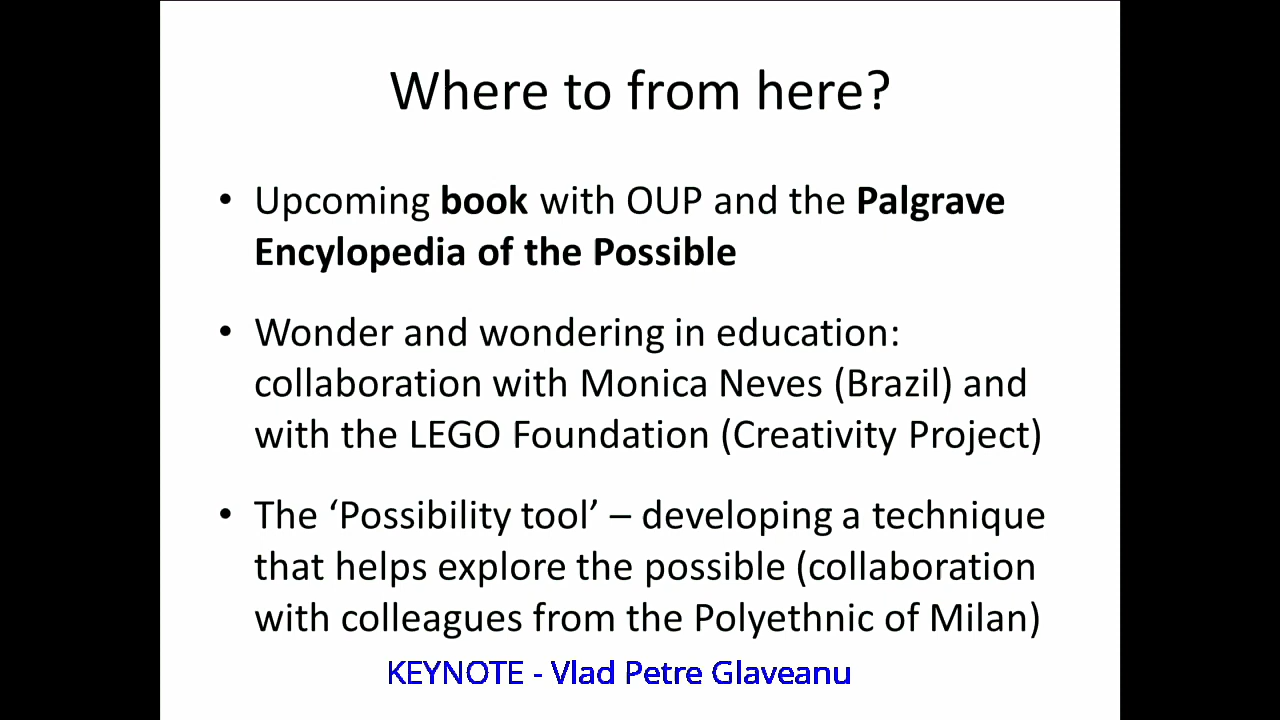 Where to from here?
• Upcoming book with OUP and the Palgrave
Encylopedia of the Possible
• Wonder and wondering in education:
collaboration with Monica Neves (Brazil) and
with the LEGO Foundation (Creativity Project)
• The ‘Possibility tool’ – developing a technique
that helps explore the possible (collaboration
with colleagues from the Polyethnic of Milan)
KEYNOTE - Vlad Petre Glaveanu